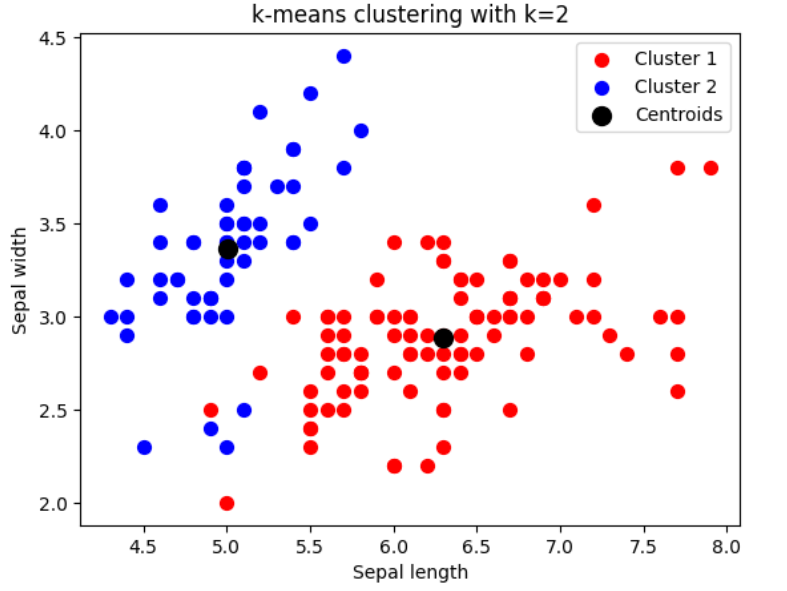 k-means clustering with k=2
4.5
4.0
3.5
3.0
2.5
2.0
Sepal width
Cluster 1
Cluster 2
Centroids
4.5 5.0 5.5 6.0 6.5 7.0 7.5 8.0
Sepal length